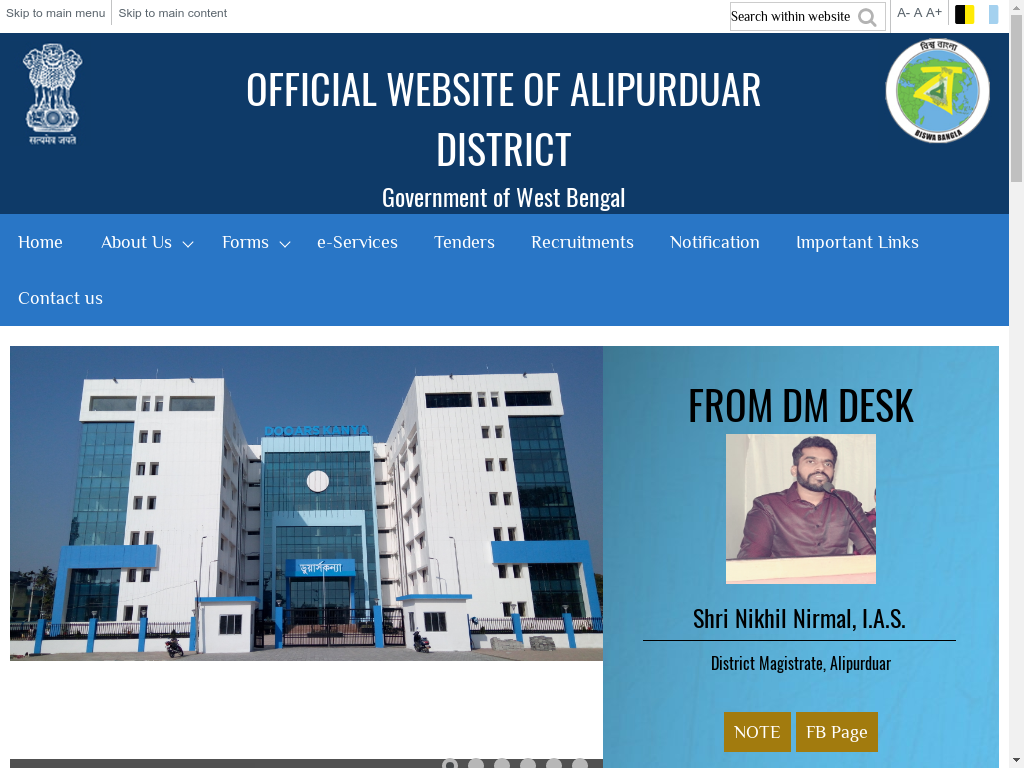 Skip to main menu
Skip to main content
Search within website
A- A A+
सत्यमेव जयते
OFFICIAL WEBSITE OF ALIPURDUAR
DISTRICT
Government of West Bengal
বিশ্ব বাংলা
ব
BISWA BANGLA
Home
About Us
Forms
e-Services
Tenders
Recruitments
Notification
Important Links
Contact us
DOOARS KANYA
ডুয়ার্সকন্যা
FROM DM DESK
Shri Nikhil Nirmal, I.A.S.
District Magistrate, Alipurduar
NOTE
FB Page